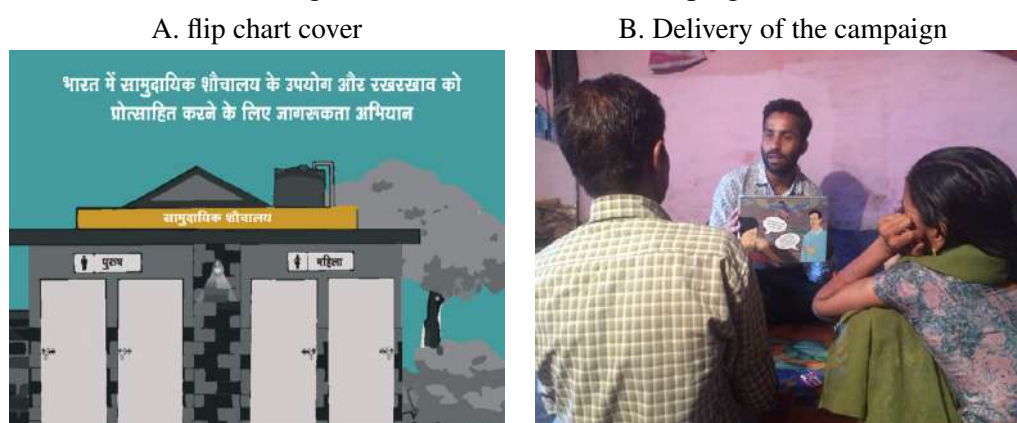 A. flip chart cover
B. Delivery of the campaign
भारत में सामुदायिक शौचालय के उपयोग और रखरखाव को
प्रोत्साहित करने के लिए जागरूकता अभियान
सामुदायिक शौचालय
पुरुष
महिला